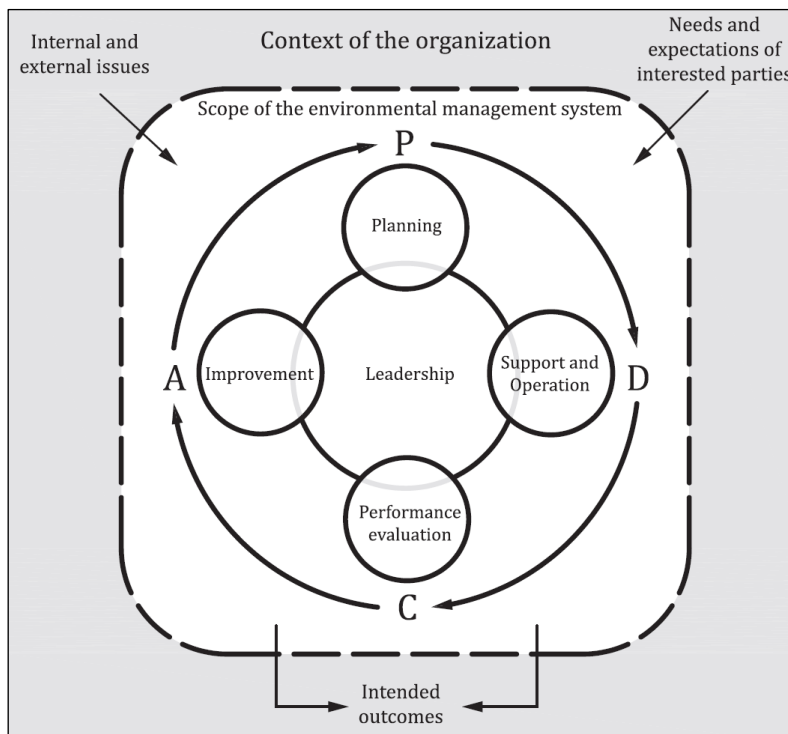 Internal and
external issues
Context of the organization
Needs and
expectations of
interested parties
Scope of the environmental management system
P
Planning
A
Improvement
Leadership
Support and
Operation
D
Performance
evaluation
C
Intended
outcomes